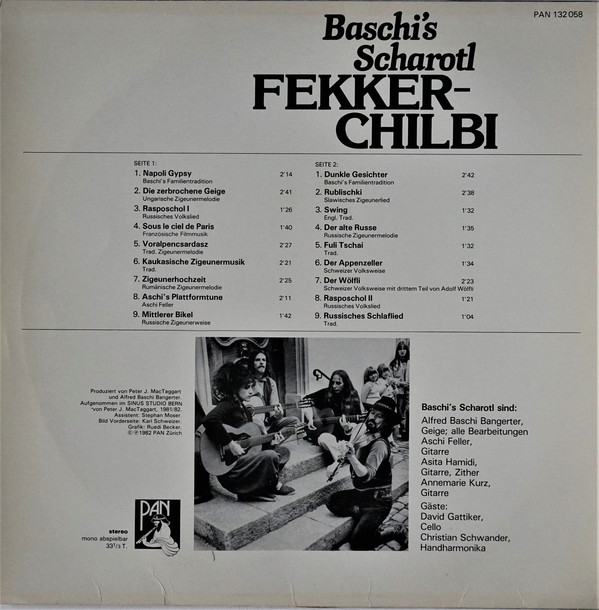 PAN 132 058
Baschi's
Scharotl
FEKKER-
CHILBI
SEITE 1:
1. Napoli Gypsy 2'14
Baschi's Familientradition
2. Die zerbrochene Geige 2'41
Ungarische Zigeunermelodie
3. Rasposchol I 1'26
Russisches Volkslied
4. Sous le ciel de Paris 1'40
Französische Filmmusik
5. Voralpencsardasz 2'27
Trad. Zigeunermelodie
6. Kaukasische Zigeunermusik 2'21
Trad.
7. Zigeunerhochzeit 2'25
Rumänische Zigeunermelodie
8. Aschi's Plattformtune 2'11
Aschi Feller
9. Mittlerer Bikel 1'42
Russische Zigeunerweise
SEITE 2:
1. Dunkle Gesichter 2'42
Baschi's Familientradition
2. Rublischki 2'38
Slawisches Zigeunerlied
3. Swing 1'32
Engl. Trad.
4. Der alte Russe 1'35
Russische Zigeunermelodie
5. Fuli Tschai 1'32
Trad.
6. Der Appenzeller 1'34
Schweizer Volksweise
7. Der Wölfli 2'23
Schweizer Volksweise mit drittem Teil von Adolf Wölfli
8. Rasposchol II 1'21
Russisches Volkslied
9. Russisches Schlaflied 1'04
Trad.
Produziert von Peter J. MacTaggart
und Alfred Baschi Bangerter.
Aufgenommen im SINUS STUDIO BERN
von Peter J. MacTaggart, 1981/82.
Assistent: Stephan Moser
Bild Vorderseite: Karl Schweizer.
Grafik: Ruedi Becker.
©℗1982 PAN Zürich
stereo
mono abspielbar
33 1/3 T.
PAN
Baschi's Scharotl sind:
Alfred Baschi Bangerter,
Geige; alle Bearbeitungen
Aschi Feller,
Gitarre
Asita Hamidi,
Gitarre, Zither
Annemarie Kurz,
Gitarre
Gäste:
David Gattiker,
Cello
Christian Schwander,
Handharmonika